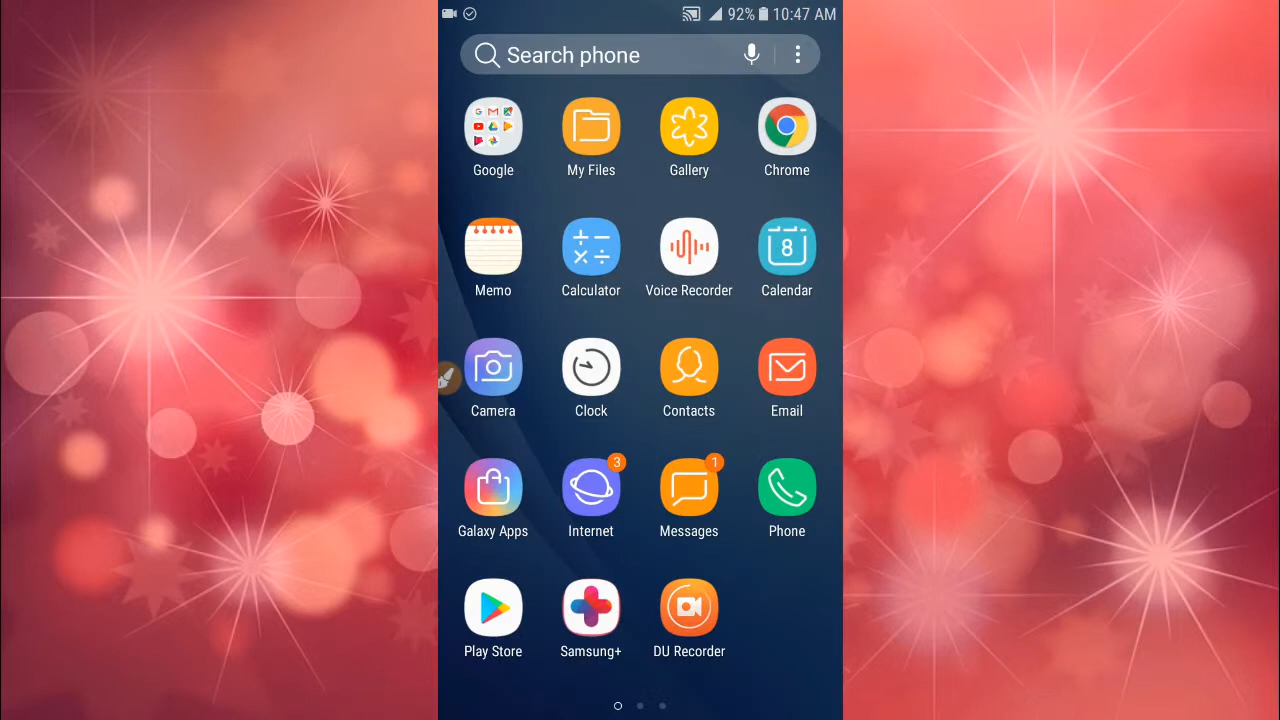 92% 10:47 AM
Search phone
Google My Files Gallery Chrome
8
Memo Calculator Voice Recorder Calendar
Camera Clock Contacts Email
3 1
Galaxy Apps Internet Messages Phone
Play Store Samsung+ DU Recorder